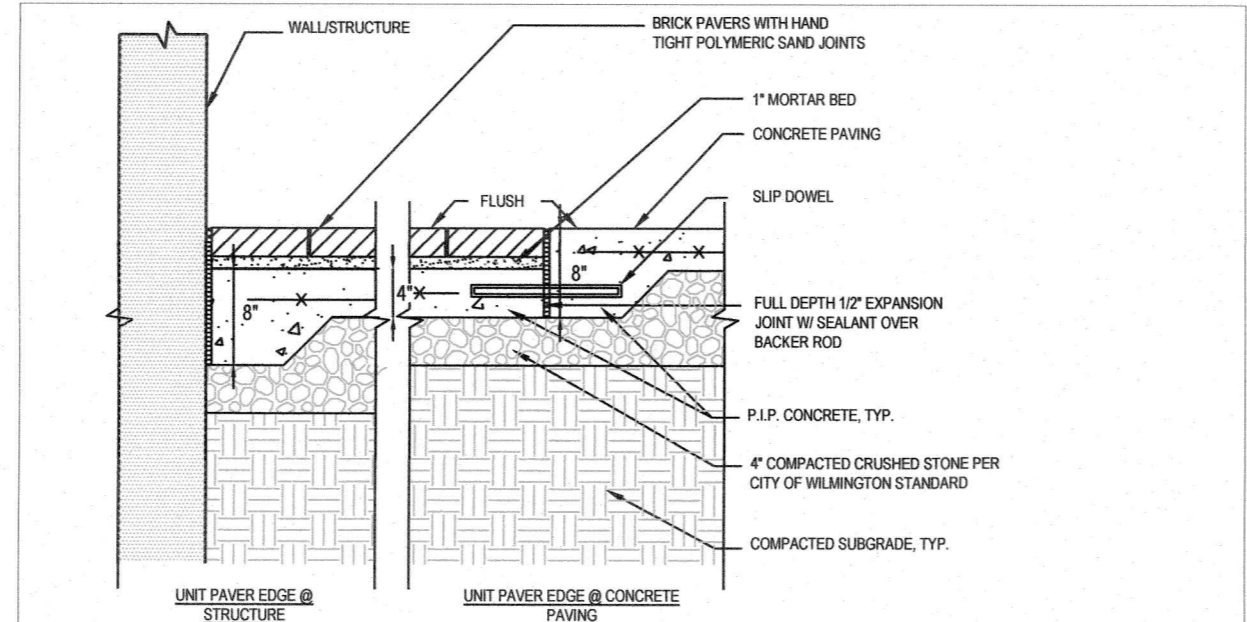 WALL/STRUCTURE
BRICK PAVERS WITH HAND
TIGHT POLYMERIC SAND JOINTS
1" MORTAR BED
CONCRETE PAVING
SLIP DOWEL
FLUSH
8"
4"
8"
FULL DEPTH 1/2" EXPANSION
JOINT W/ SEALANT OVER
BACKER ROD
P.I.P. CONCRETE, TYP.
4" COMPACTED CRUSHED STONE PER
CITY OF WILMINGTON STANDARD
COMPACTED SUBGRADE, TYP.
UNIT PAVER EDGE @
STRUCTURE
UNIT PAVER EDGE @ CONCRETE
PAVING